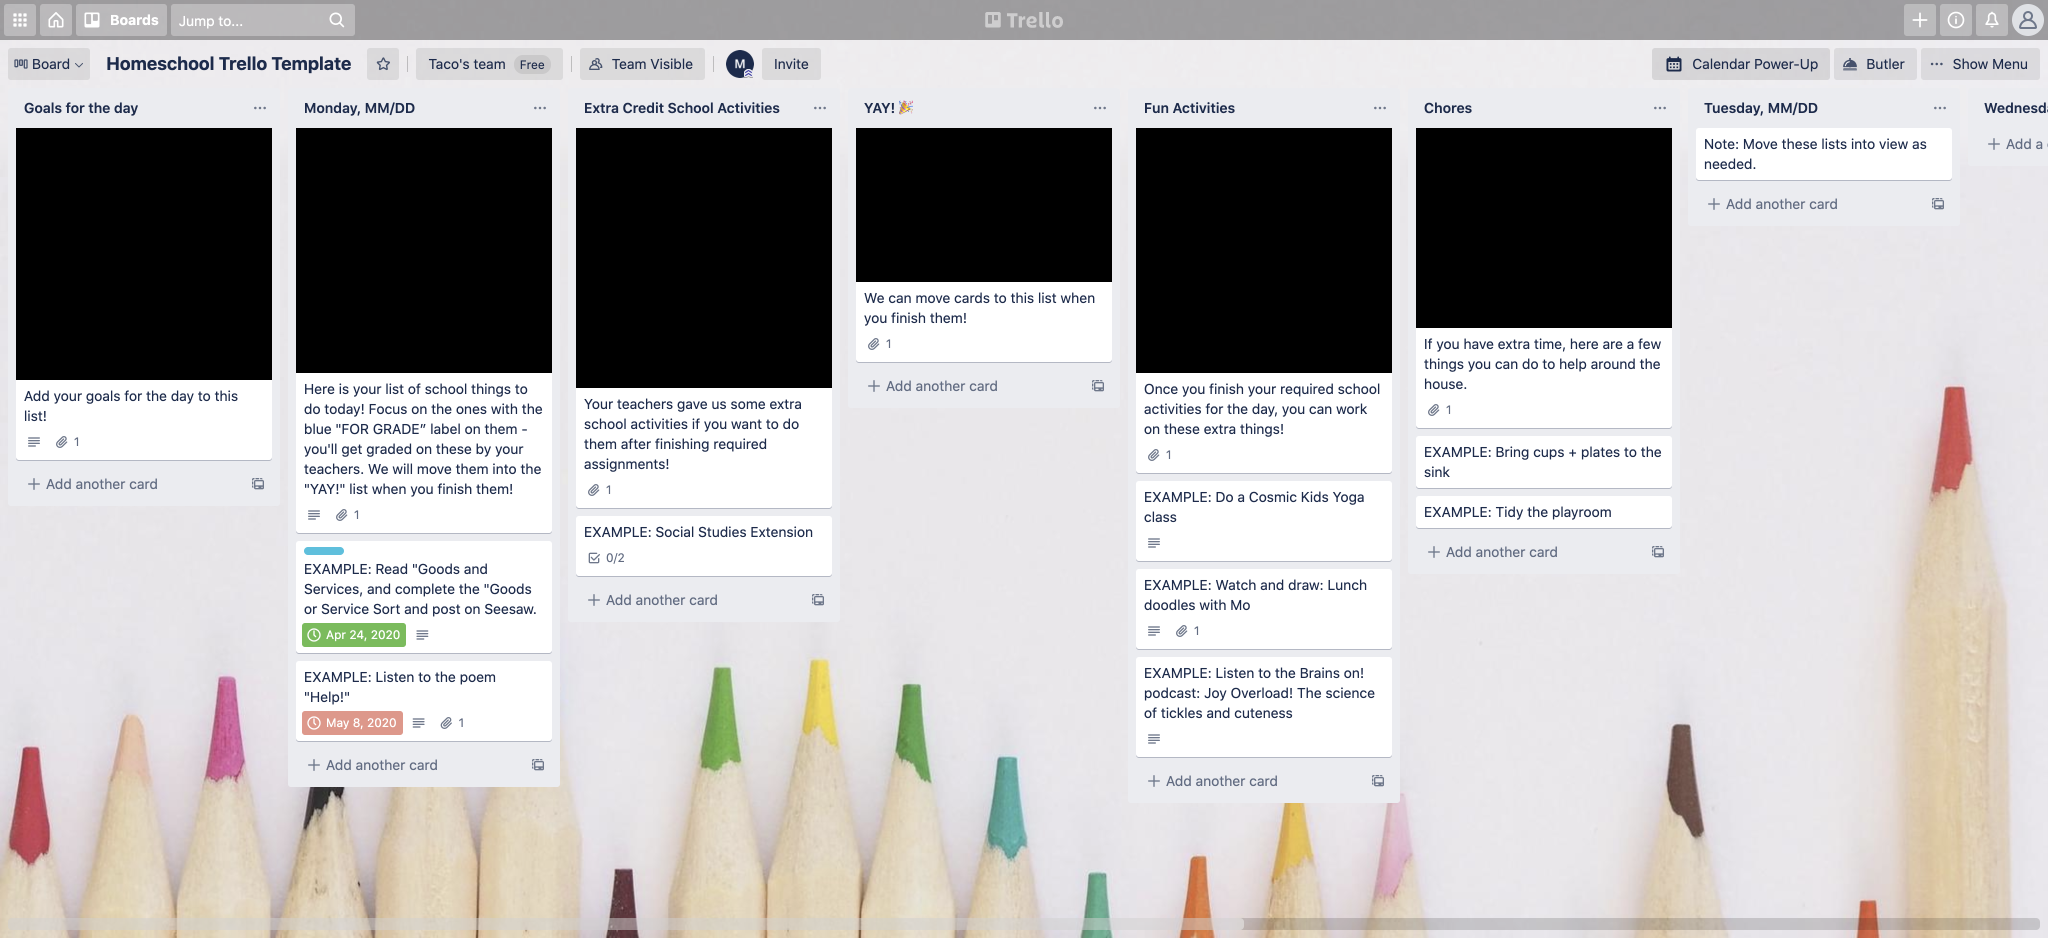 Boards
Jump to...
Trello
Board
Homeschool Trello Template
Taco's team Free
Team Visible
M
Invite
Calendar Power-Up
Butler
Show Menu
Goals for the day
Add your goals for the day to this
list!
1
Add another card
Monday, MM/DD
Here is your list of school things to
do today! Focus on the ones with the
blue "FOR GRADE” label on them -
you'll get graded on these by your
teachers. We will move them into the
"YAY!" list when you finish them!
1
EXAMPLE: Read "Goods and
Services, and complete the "Goods
or Service Sort and post on Seesaw.
Apr 24, 2020
EXAMPLE: Listen to the poem
"Help!"
May 8, 2020
1
Add another card
Extra Credit School Activities
Your teachers gave us some extra
school activities if you want to do
them after finishing required
assignments!
1
EXAMPLE: Social Studies Extension
0/2
Add another card
YAY! 🎉
We can move cards to this list when
you finish them!
1
Add another card
Fun Activities
Once you finish your required school
activities for the day, you can work
on these extra things!
1
EXAMPLE: Do a Cosmic Kids Yoga
class
EXAMPLE: Watch and draw: Lunch
doodles with Mo
1
EXAMPLE: Listen to the Brains on!
podcast: Joy Overload! The science
of tickles and cuteness
Add another card
Chores
If you have extra time, here are a few
things you can do to help around the
house.
1
EXAMPLE: Bring cups + plates to the
sink
EXAMPLE: Tidy the playroom
Add another card
Tuesday, MM/DD
Note: Move these lists into view as
needed.
Add another card
Wednesd
Add a